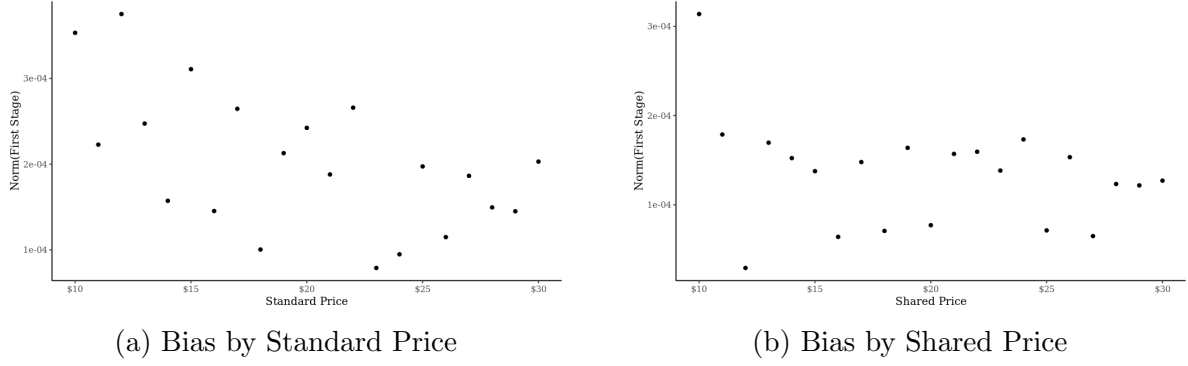 Norm(First Stage)
3e-04
2e-04
1e-04
$10 $15 $20 $25 $30
Standard Price
(a) Bias by Standard Price
Norm(First Stage)
3e-04
2e-04
1e-04
$10 $15 $20 $25 $30
Shared Price
(b) Bias by Shared Price